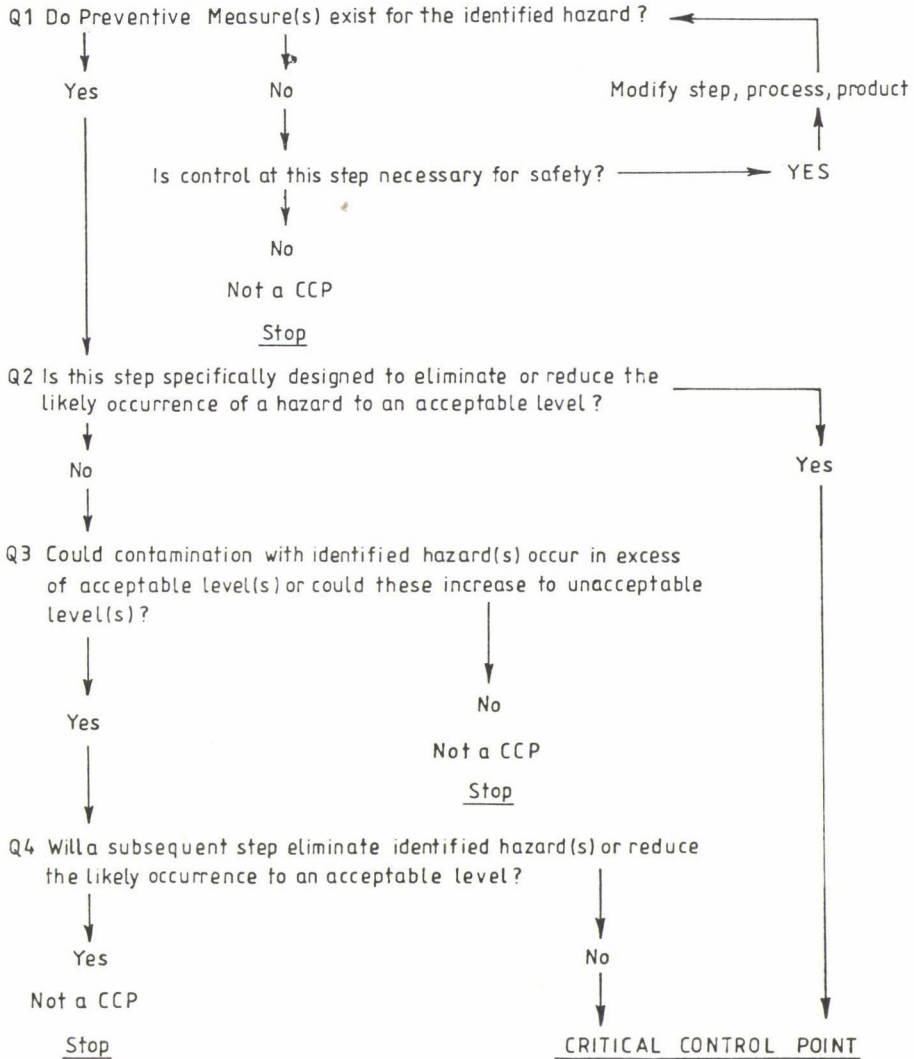 Q1 Do Preventive Measure(s) exist for the identified hazard?
Yes
No
Modify step, process, product
Is control at this step necessary for safety?
YES
No
Not a CCP
Stop
Q2 Is this step specifically designed to eliminate or reduce the
likely occurrence of a hazard to an acceptable level?
No
Yes
Q3 Could contamination with identified hazard(s) occur in excess
of acceptable level(s) or could these increase to unacceptable
level(s)?
Yes
No
Not a CCP
Stop
Q4 Will a subsequent step eliminate identified hazard(s) or reduce
the likely occurrence to an acceptable level?
Yes
No
Not a CCP
Stop
CRITICAL CONTROL POINT